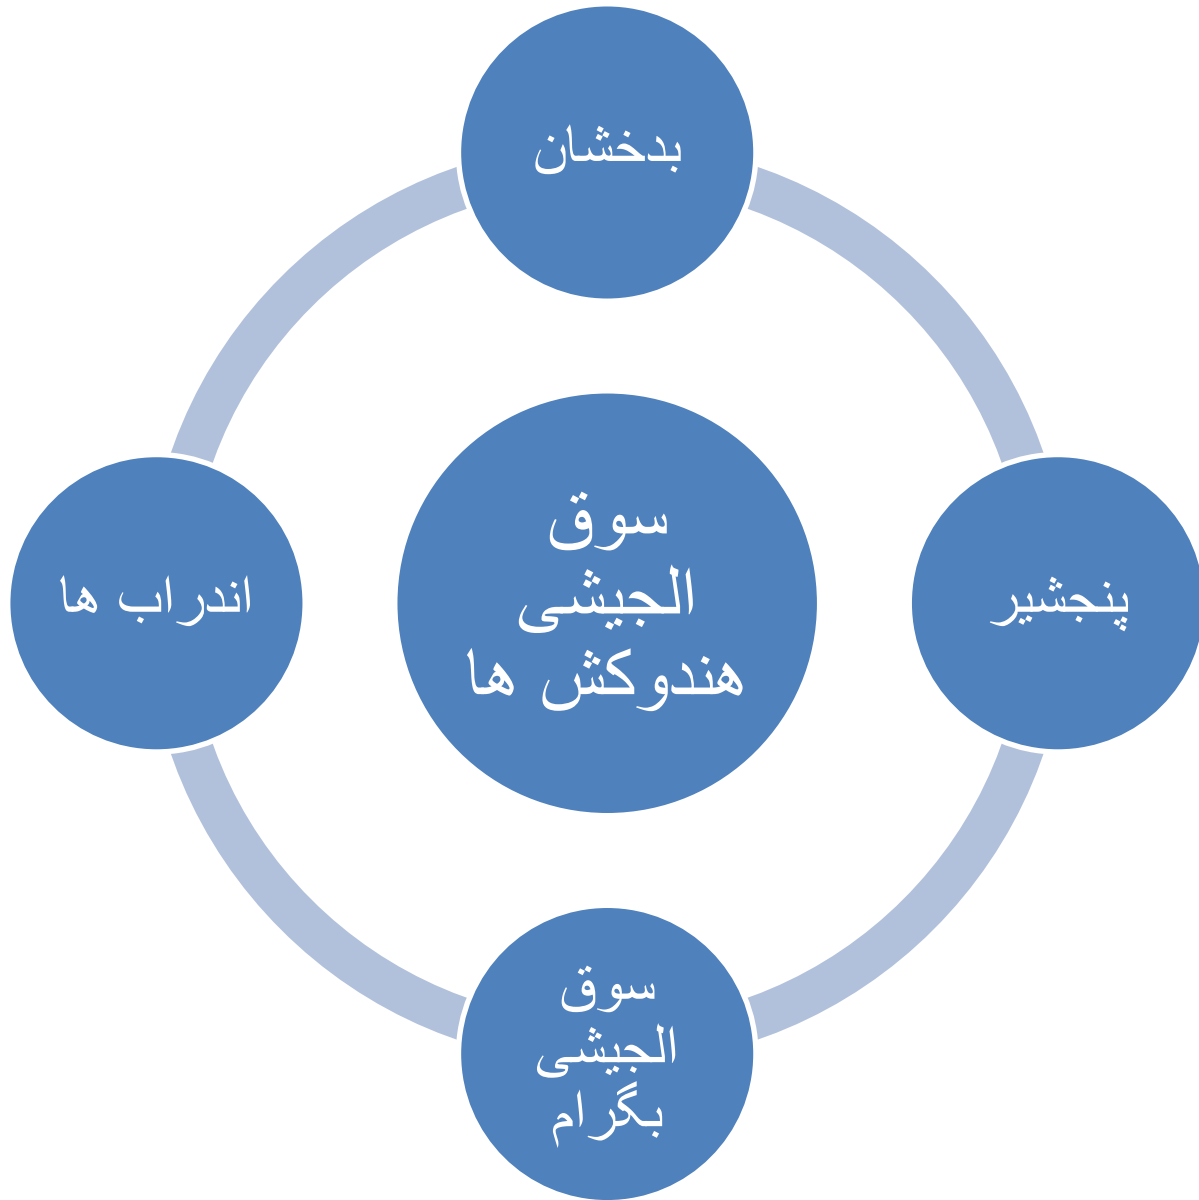 بدخشان
سوق
الجیشی
هندوکش ها
پنجشیر
سوق
الجیشی
بگرام
اندراب ها